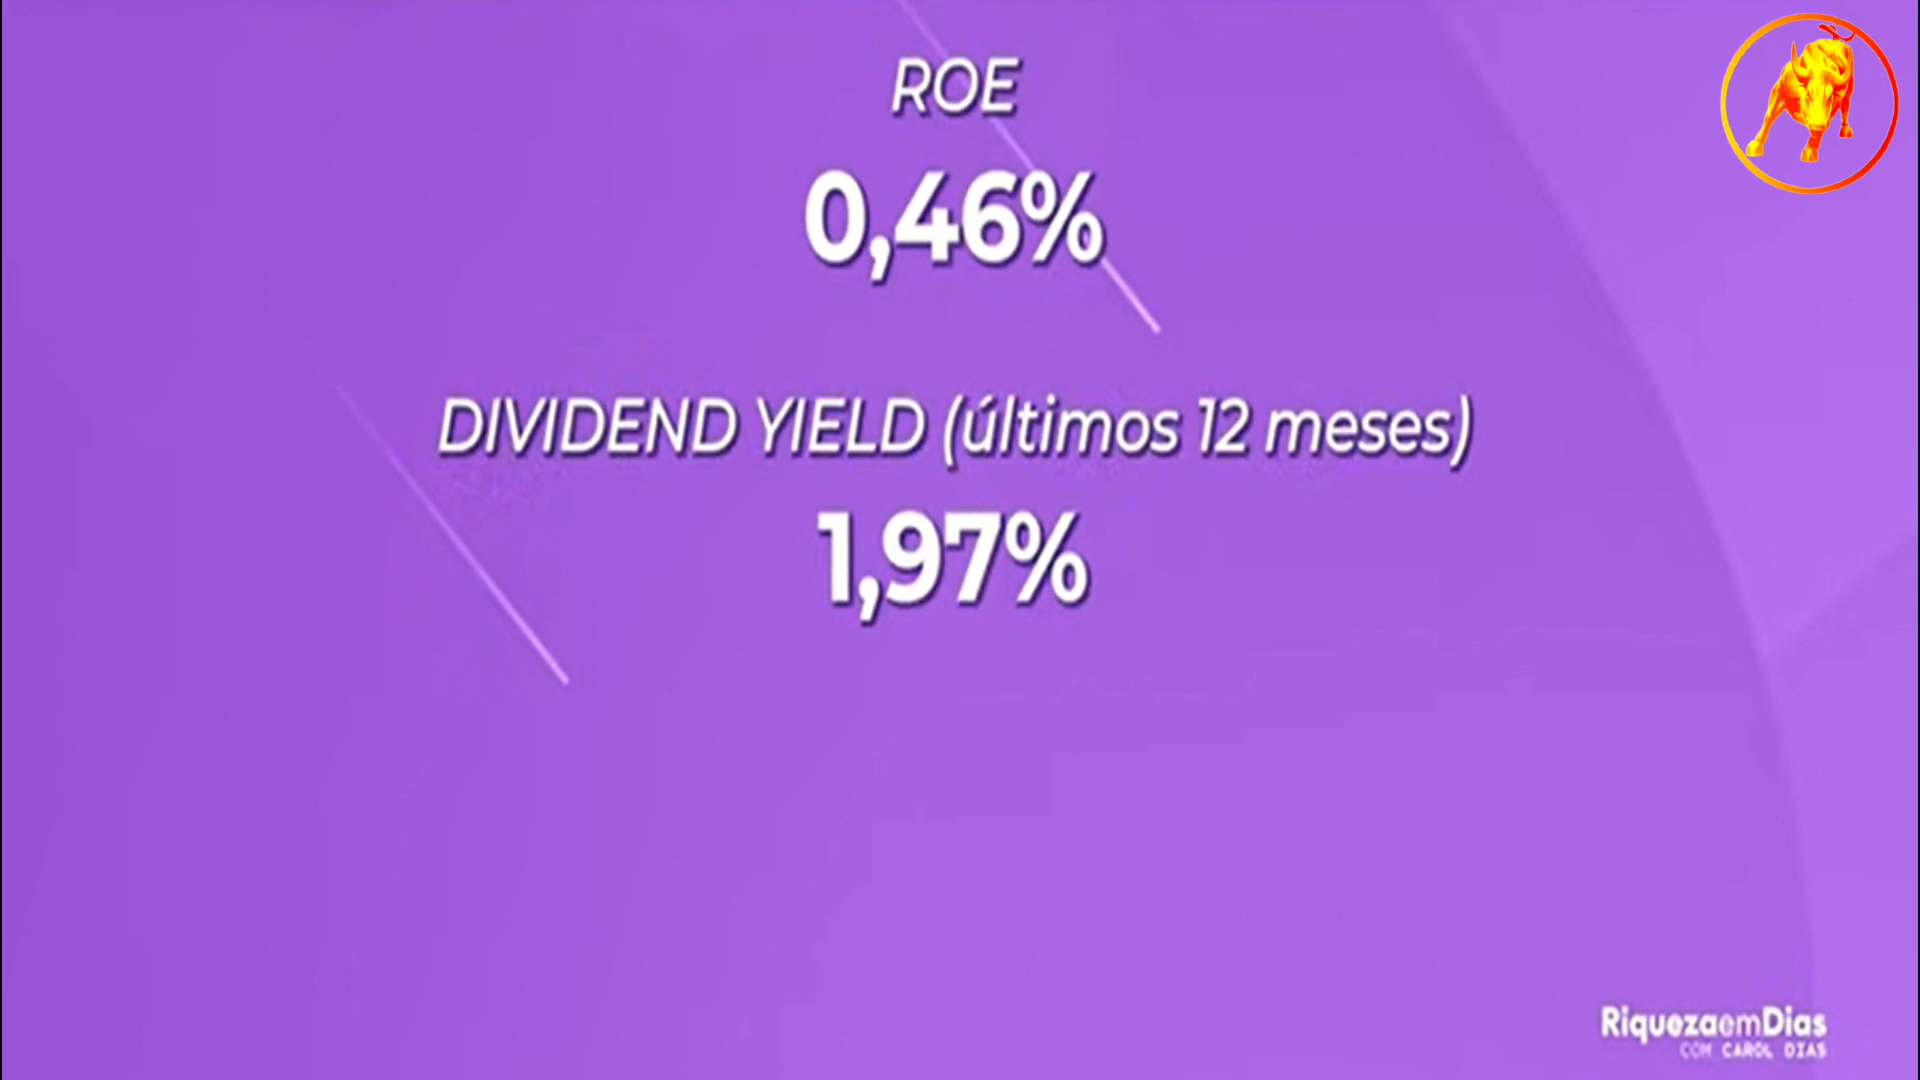 ROE
0,46%
DIVIDEND YIELD (últimos 12 meses)
1,97%
RiquezaemDias
COM CAROL DIAS